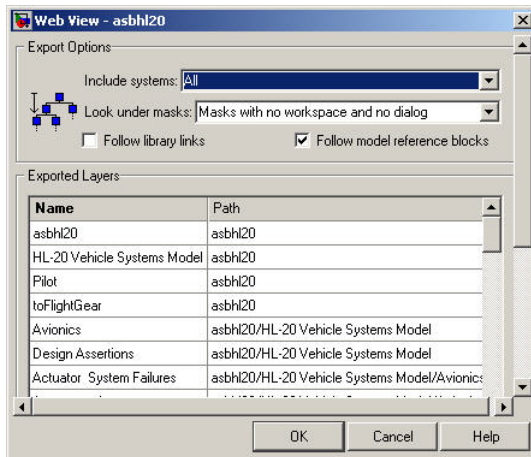 Web View - asbhl20
Export Options
Include systems: All
Look under masks: Masks with no workspace and no dialog
Follow library links Follow model reference blocks
Exported Layers
Name Path
asbhl20 asbhl20
HL-20 Vehicle Systems Model asbhl20
Pilot asbhl20
toFlightGear asbhl20
Avionics asbhl20/HL-20 Vehicle Systems Model
Design Assertions asbhl20/HL-20 Vehicle Systems Model
Actuator System Failures asbhl20/HL-20 Vehicle Systems Model/Avionics
OK Cancel Help